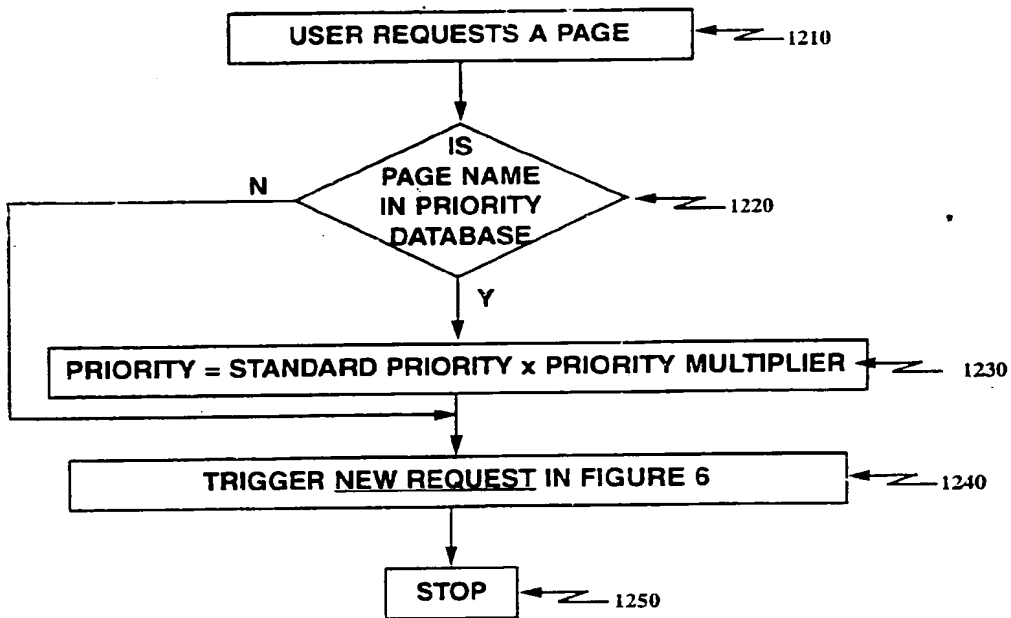 USER REQUESTS A PAGE
1210
IS
PAGE NAME
IN PRIORITY
DATABASE
N
1220
Y
PRIORITY = STANDARD PRIORITY x PRIORITY MULTIPLIER
1230
TRIGGER NEW REQUEST IN FIGURE 6
1240
STOP
1250